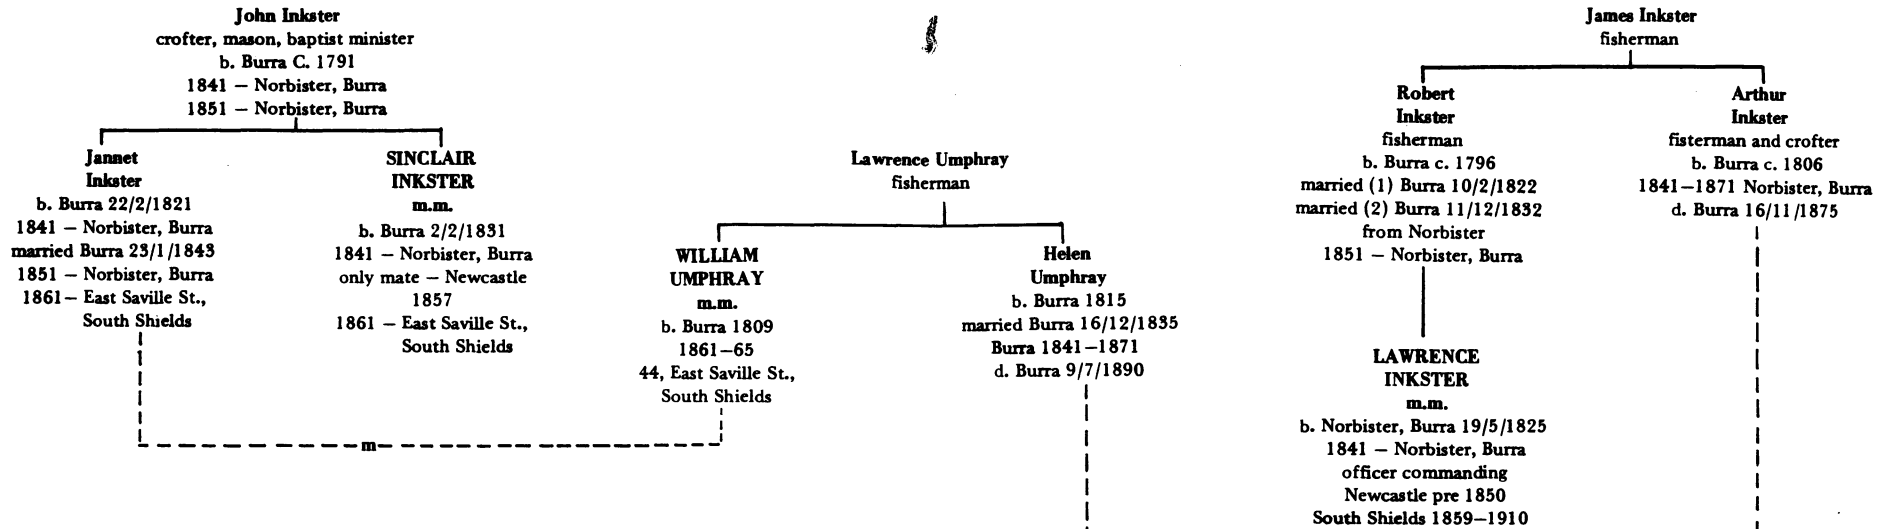 John Inkster
crofter, mason, baptist minister
b. Burra C. 1791
1841 – Norbister, Burra
1851 – Norbister, Burra
Jannet
Inkster
b. Burra 22/2/1821
1841 – Norbister, Burra
married Burra 23/1/1843
1851 – Norbister, Burra
1861– East Saville St.,
South Shields
SINCLAIR
INKSTER
m.m.
b. Burra 2/2/1831
1841 – Norbister, Burra
only mate – Newcastle
1857
1861 – East Saville St.,
South Shields
Lawrence Umphray
fisherman
WILLIAM
UMPHRAY
m.m.
b. Burra 1809
1861–65
44, East Saville St.,
South Shields
m
Helen
Umphray
b. Burra 1815
married Burra 16/12/1835
Burra 1841–1871
d. Burra 9/7/1890
James Inkster
fisherman
Robert
Inkster
fisherman
b. Burra c. 1796
married (1) Burra 10/2/1822
married (2) Burra 11/12/1832
from Norbister
1851 – Norbister, Burra
LAWRENCE
INKSTER
m.m.
b. Norbister, Burra 19/5/1825
1841 – Norbister, Burra
officer commanding
Newcastle pre 1850
South Shields 1859–1910
Arthur
Inkster
fisterman and crofter
b. Burra c. 1806
1841–1871 Norbister, Burra
d. Burra 16/11/1875